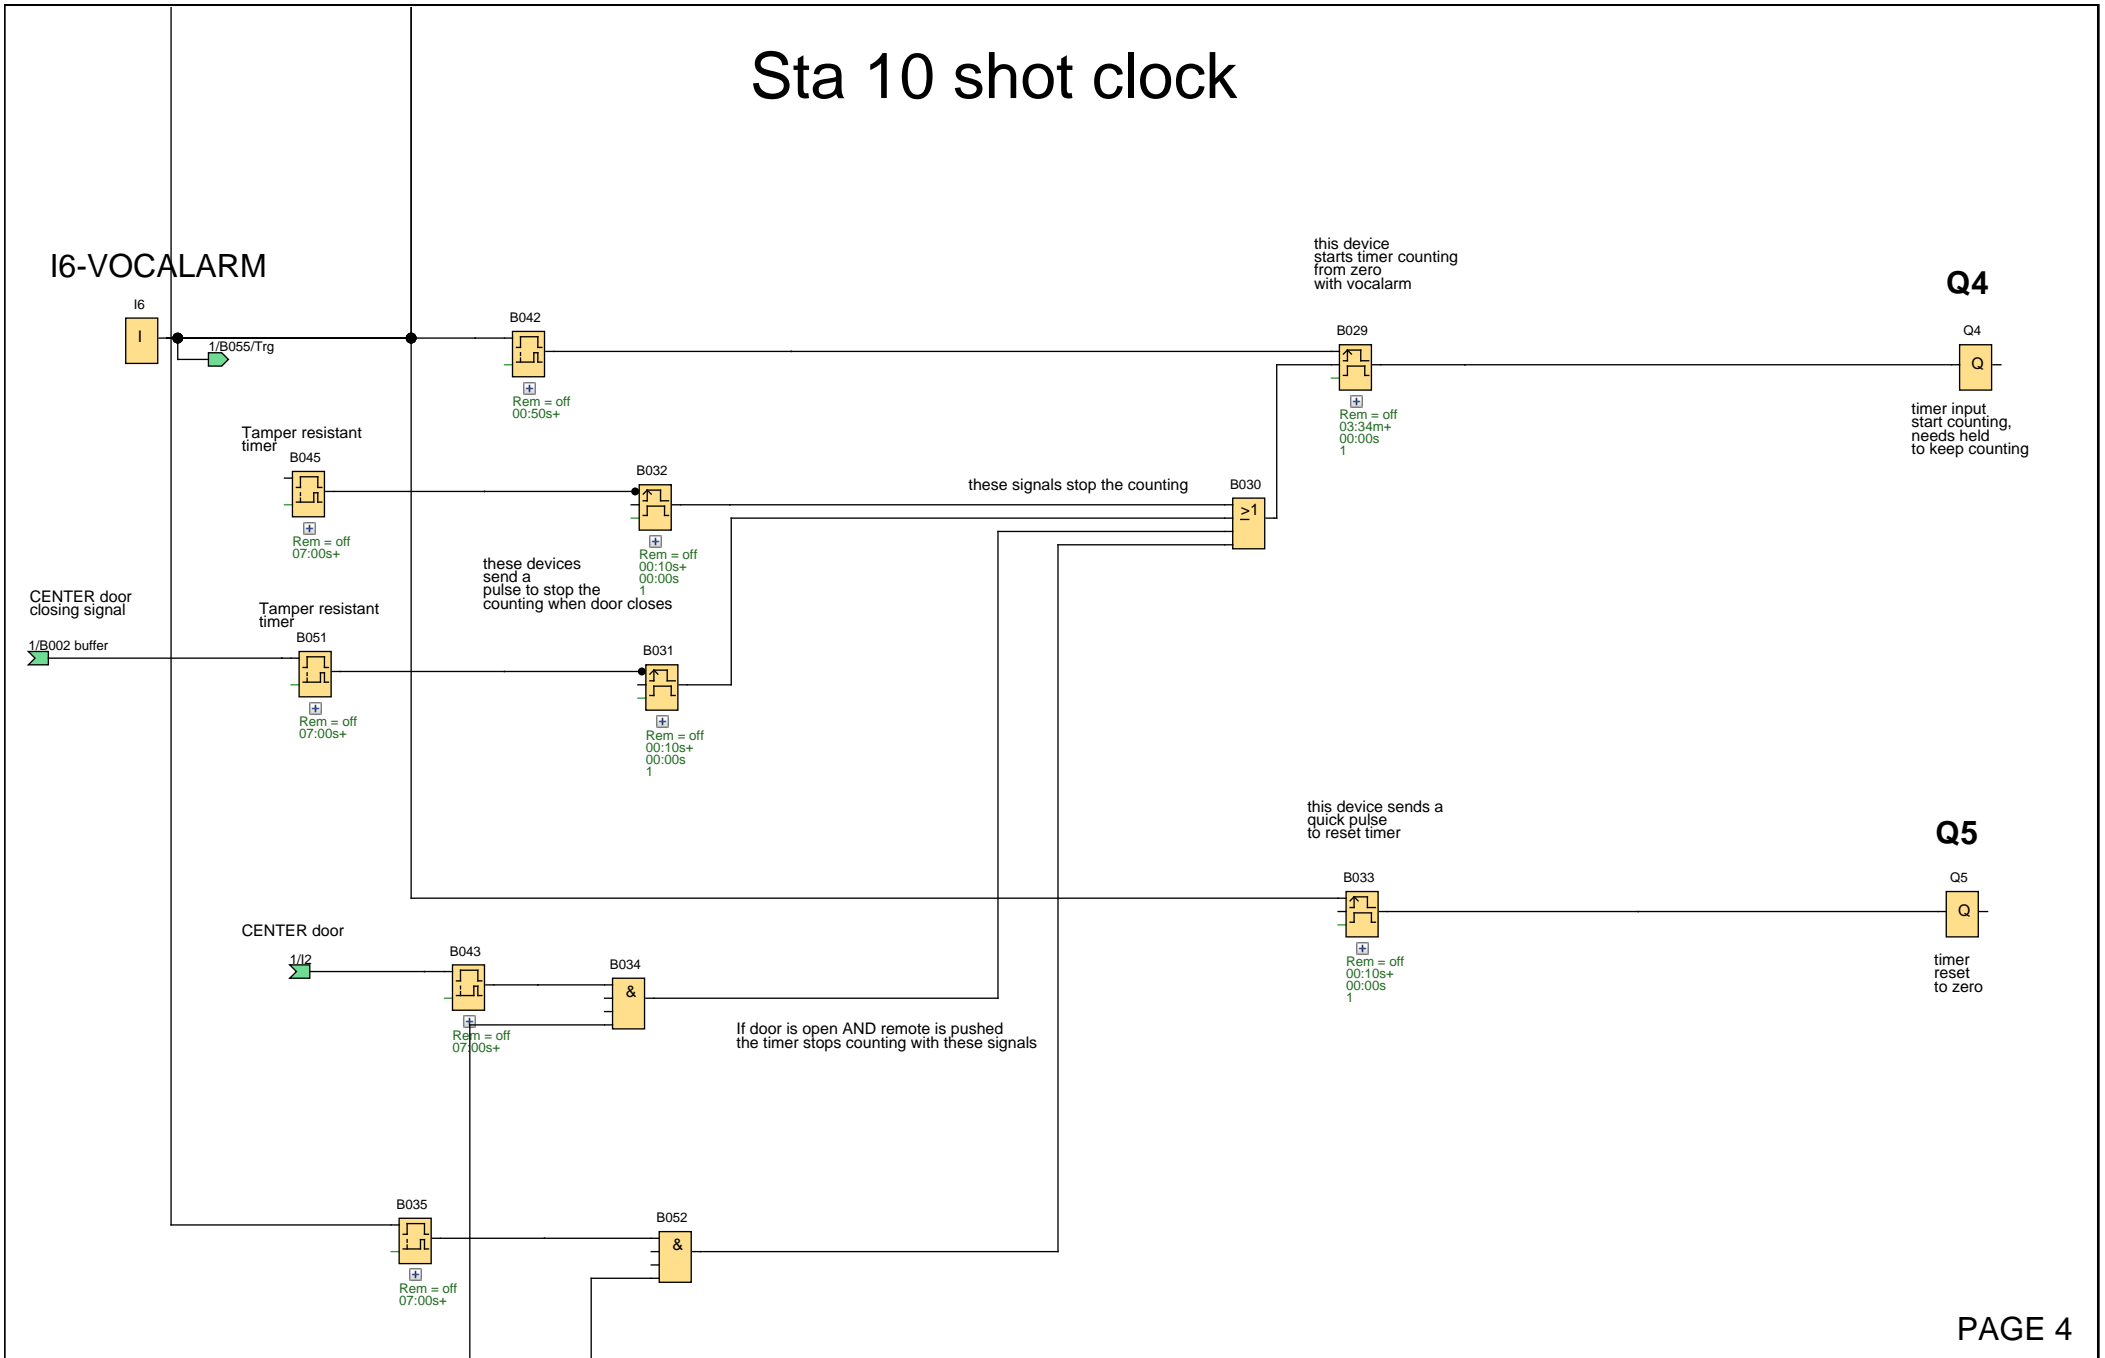 Sta 10 shot clock
I6-VOCALARM
I6
I
1/B055/Trg
B042
Rem = off
00:50s+
this device
starts timer counting
from zero
with vocalarm
B029
Rem = off
03:34m+
00:00s
1
Q4
Q4
Q
timer input
start counting,
needs held
to keep counting
Tamper resistant
timer
B045
Rem = off
07:00s+
B032
Rem = off
00:10s+
00:00s
1
these signals stop the counting
B030
>1
these devices
send a
pulse to stop the
counting when door closes
CENTER door
closing signal
1/B002 buffer
Tamper resistant
timer
B051
Rem = off
07:00s+
B031
Rem = off
00:10s+
00:00s
1
this device sends a
quick pulse
to reset timer
B033
Rem = off
00:10s+
00:00s
1
Q5
Q5
Q
timer
reset
to zero
CENTER door
1/I2
B043
Rem = off
07:00s+
B034
&
If door is open AND remote is pushed
the timer stops counting with these signals
B035
Rem = off
07:00s+
B052
&
PAGE 4